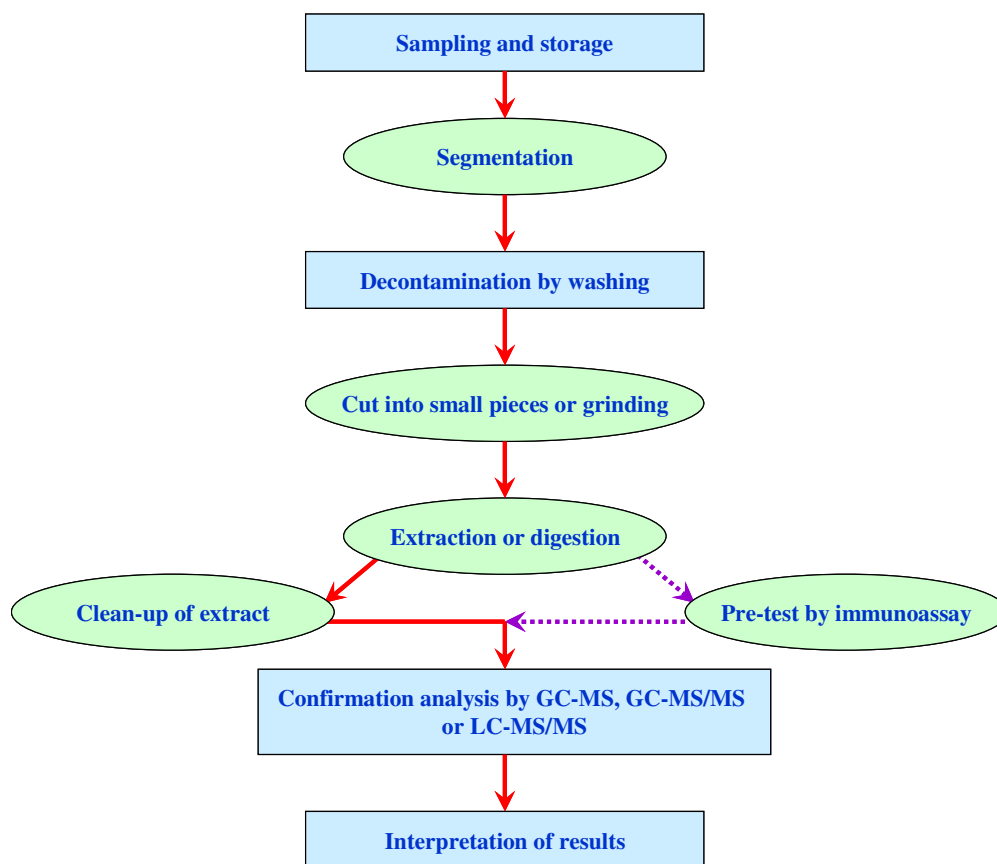 Sampling and storage
Segmentation
Decontamination by washing
Cut into small pieces or grinding
Extraction or digestion
Clean-up of extract
Pre-test by immunoassay
Confirmation analysis by GC-MS, GC-MS/MS
or LC-MS/MS
Interpretation of results